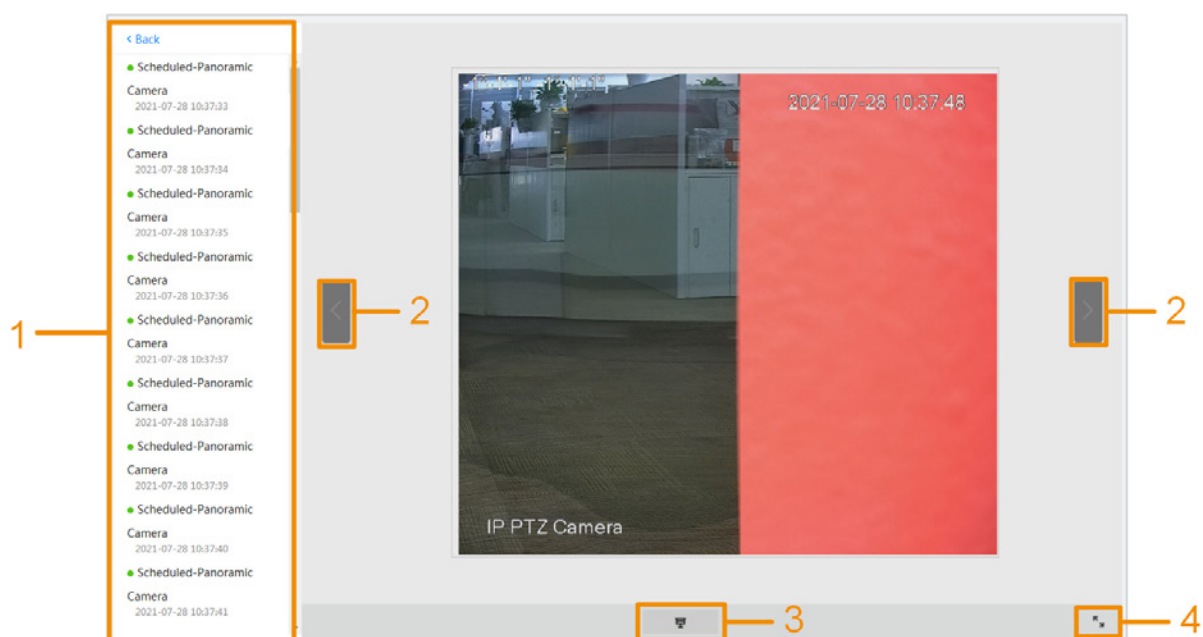 < Back
Scheduled-Panoramic
Camera
2021-07-28 10:37:33
Scheduled-Panoramic
Camera
2021-07-28 10:37:34
Scheduled-Panoramic
Camera
2021-07-28 10:37:35
Scheduled-Panoramic
Camera
2021-07-28 10:37:36
Scheduled-Panoramic
Camera
2021-07-28 10:37:37
Scheduled-Panoramic
Camera
2021-07-28 10:37:38
Scheduled-Panoramic
Camera
2021-07-28 10:37:39
Scheduled-Panoramic
Camera
2021-07-28 10:37:40
Scheduled-Panoramic
Camera
2021-07-28 10:37:41
1
2
2021-07-28 10:37:48
IP PTZ Camera
2
3
4